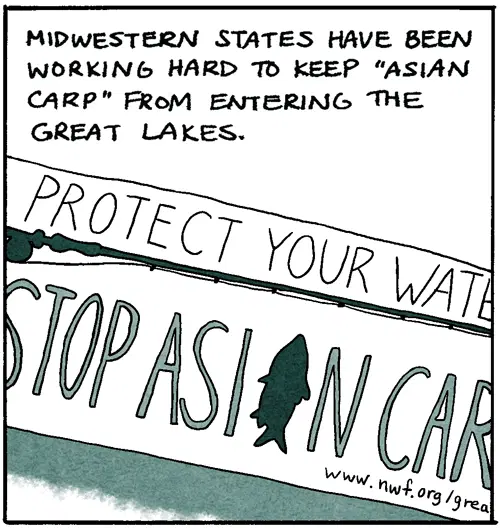 MIDWESTERN STATES HAVE BEEN
WORKING HARD TO KEEP "ASIAN
CARP" FROM ENTERING THE
GREAT LAKES.
PROTECT YOUR WATE
STOP ASIAN CAR
www.nwf.org/grea